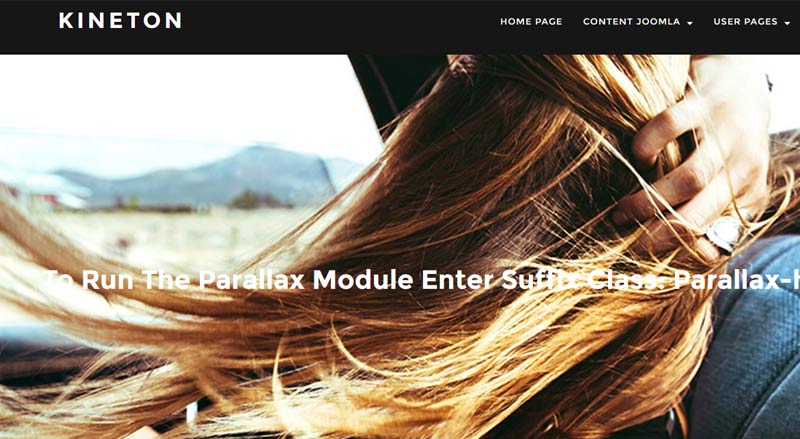 KINETON
HOME PAGE CONTENT JOOMLA USER PAGES
To Run The Parallax Module Enter Suffix Class: Parallax-h